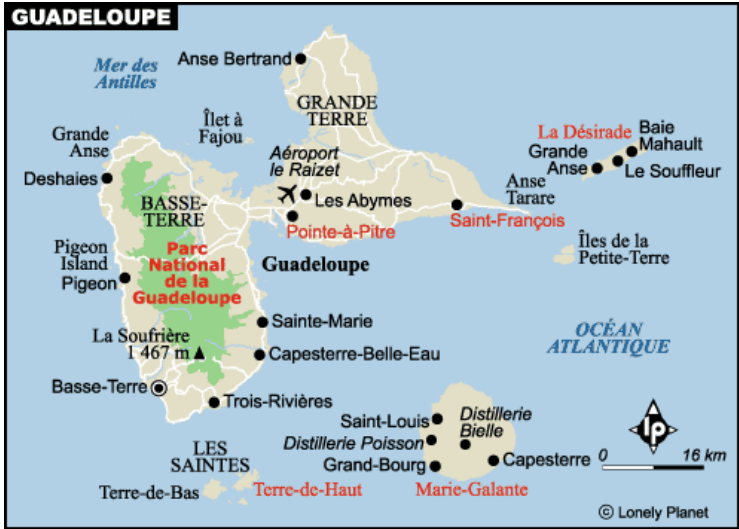 GUADELOUPE
Mer des
Antilles
Anse Bertrand
GRANDE
TERRE
Îlet à
Fajou
Grande
Anse
Aéroport
le Raizet
La Désirade
Baie
Mahault
Grande
Anse
Le Souffleur
Deshaies
BASSE-
TERRE
Les Abymes
Anse
Tarare
Pointe-à-Pitre
Saint-François
Pigeon
Island
Pigeon
Parc
National
de la
Guadeloupe
Guadeloupe
Îles de la
Petite-Terre
La Soufrière
1 467 m
Sainte-Marie
OCÉAN
ATLANTIQUE
Capesterre-Belle-Eau
Basse-Terre
Trois-Rivières
Saint-Louis
Distillerie
Bielle
Distillerie Poisson
LES
SAINTES
Grand-Bourg
Capesterre
lp
0 16 km
Terre-de-Bas
Terre-de-Haut
Marie-Galante
© Lonely Planet